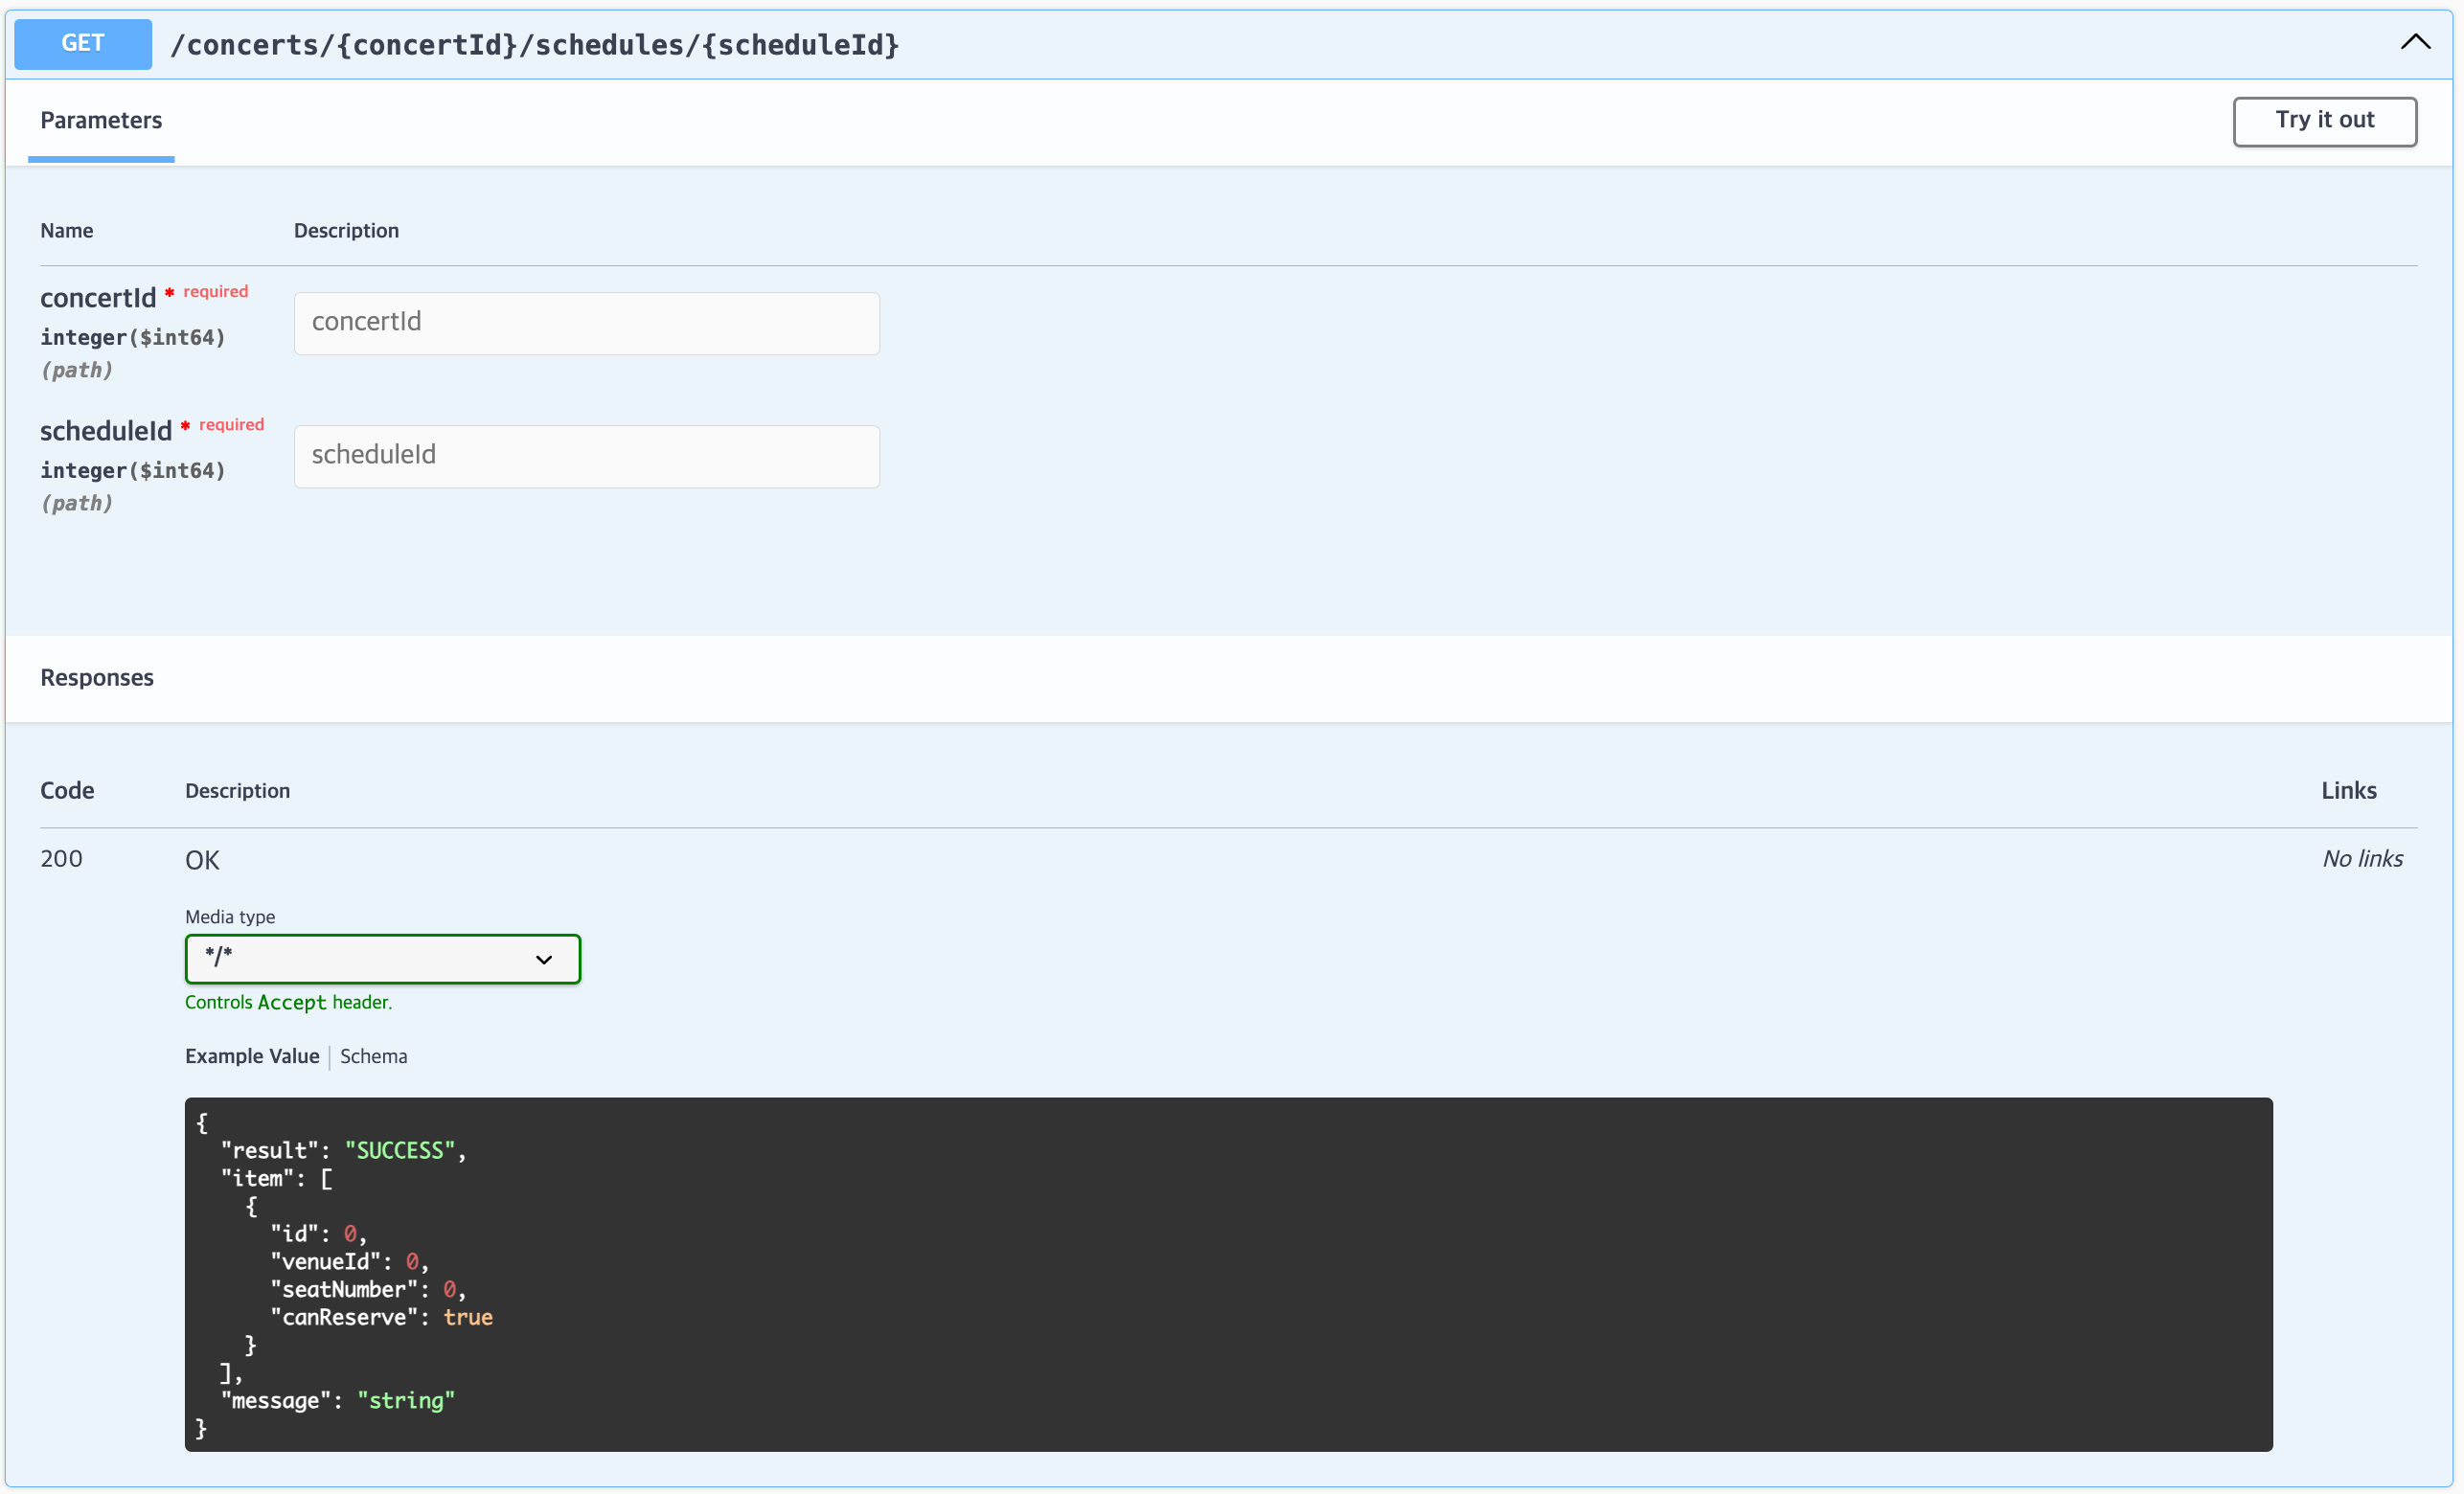 GET /concerts/{concertId}/schedules/{scheduleId}
Parameters
Try it out
Name Description
concertId * required
integer($int64)
(path)
concertId
scheduleId * required
integer($int64)
(path)
scheduleId
Responses
Code Description Links
200 OK No links
Media type
*/*
Controls Accept header.
Example Value Schema
{
  "result": "SUCCESS",
  "item": [
    {
      "id": 0,
      "venueId": 0,
      "seatNumber": 0,
      "canReserve": true
    }
  ],
  "message": "string"
}